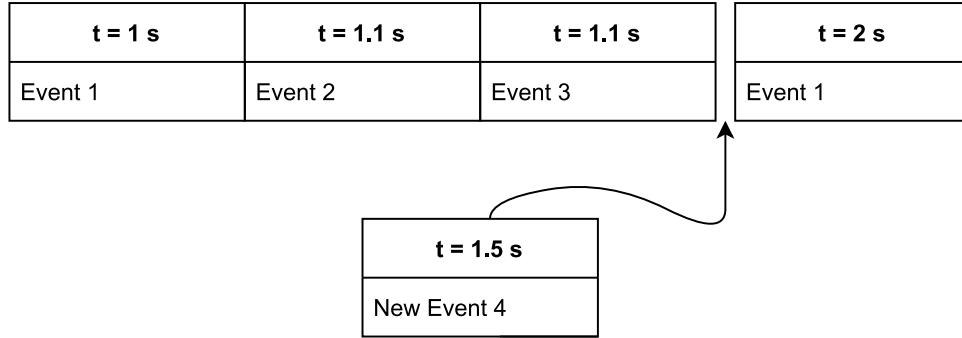 t = 1 s t = 1.1 s t = 1.1 s t = 2 s
Event 1 Event 2 Event 3 Event 1
t = 1.5 s
New Event 4